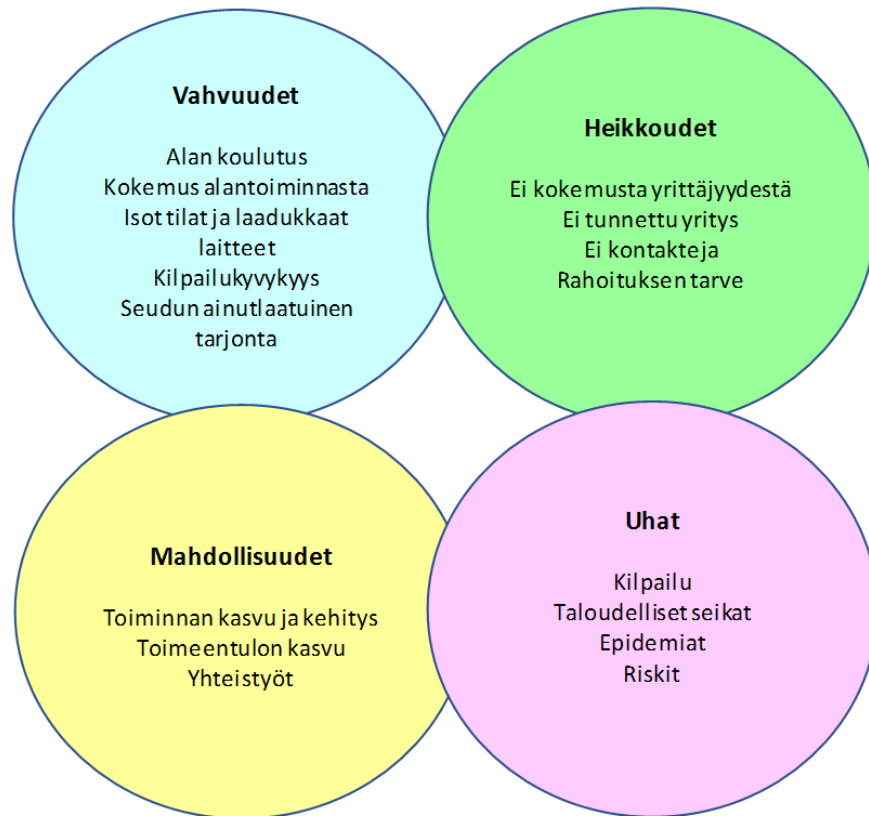 Vahvuudet
Alan koulutus
Kokemus alantoiminnasta
Isot tilat ja laadukkaat
laitteet
Kilpailukyvykyys
Seudun ainutlaatuinen
tarjonta
Heikkoudet
Ei kokemusta yrittäjyydestä
Ei tunnettu yritys
Ei kontakteja
Rahoituksen tarve
Mahdollisuudet
Toiminnan kasvu ja kehitys
Toimeentulon kasvu
Yhteistyöt
Uhat
Kilpailu
Taloudelliset seikat
Epidemiat
Riskit